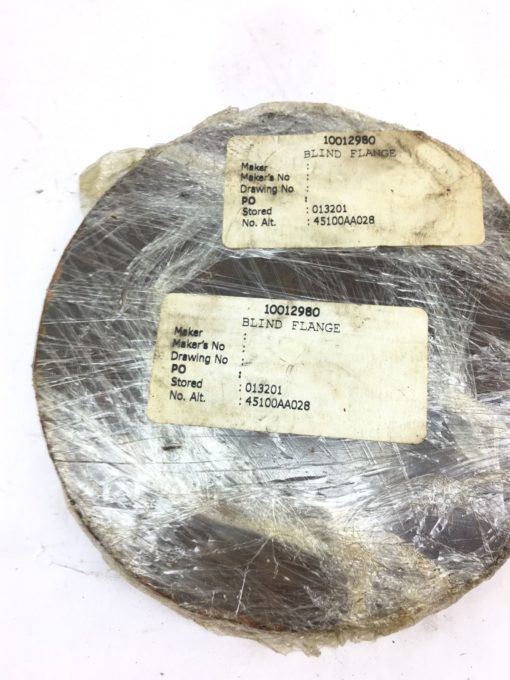 10012980
BLIND FLANGE
Maker :
Maker's No :
Drawing No :
PO :
Stored : 013201
No. Alt. : 45100AA028
10012980
BLIND FLANGE
Maker :
Maker's No :
Drawing No :
PO :
Stored : 013201
No. Alt. : 45100AA028